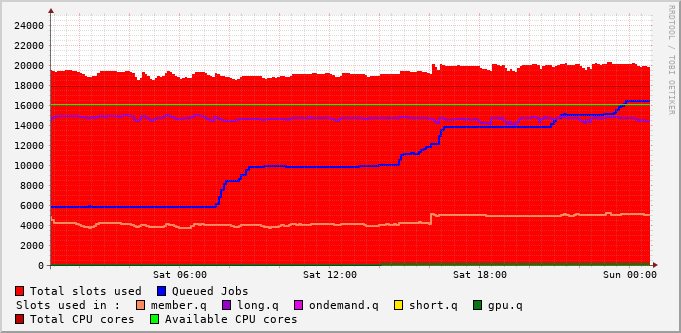 RRDTOOL / TOBI OETIKER
24000
22000
20000
18000
16000
14000
12000
10000
8000
6000
4000
2000
0
Sat 06:00 Sat 12:00 Sat 18:00 Sun 00:00
Total slots used Queued Jobs
Slots used in : member.q long.q ondemand.q short.q gpu.q
Total CPU cores Available CPU cores